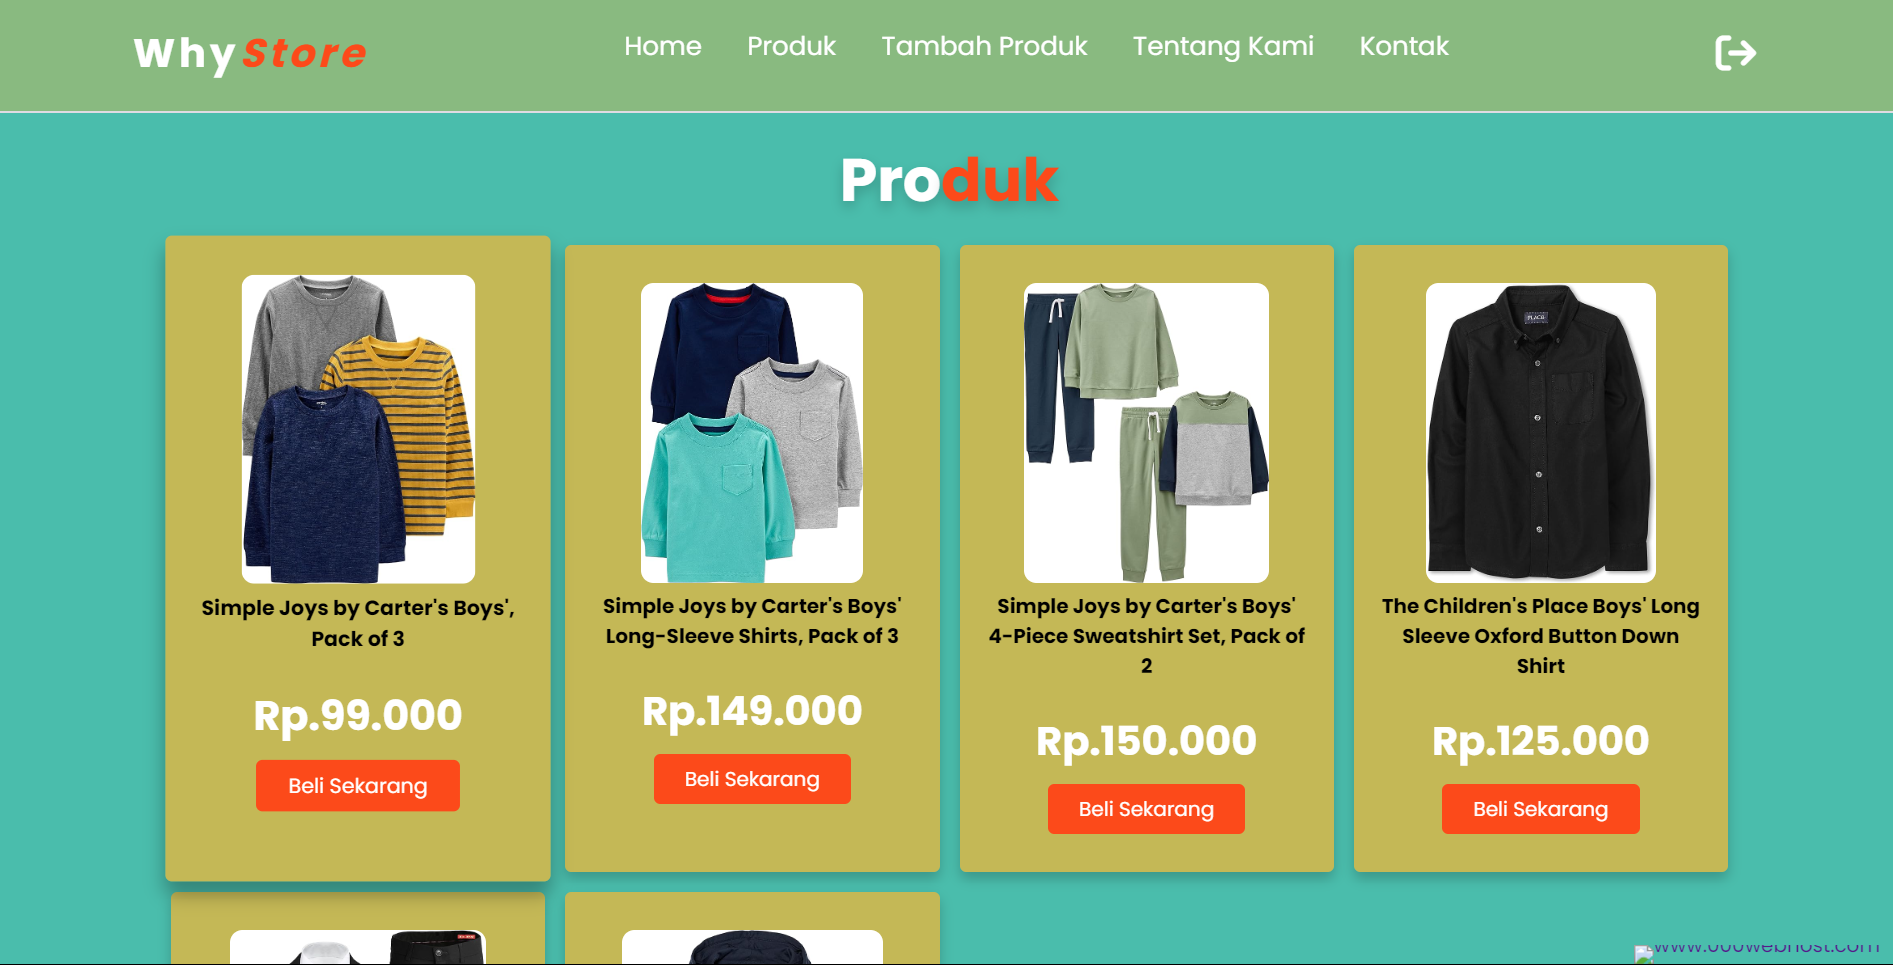 WhyStore
Home Produk Tambah Produk Tentang Kami Kontak
Produk
Simple Joys by Carter's Boys',
Pack of 3
Rp.99.000
Beli Sekarang
Simple Joys by Carter's Boys'
Long-Sleeve Shirts, Pack of 3
Rp.149.000
Beli Sekarang
Simple Joys by Carter's Boys'
4-Piece Sweatshirt Set, Pack of
2
Rp.150.000
Beli Sekarang
PLACE
The Children's Place Boys' Long
Sleeve Oxford Button Down
Shirt
Rp.125.000
Beli Sekarang
www.000webhost.com